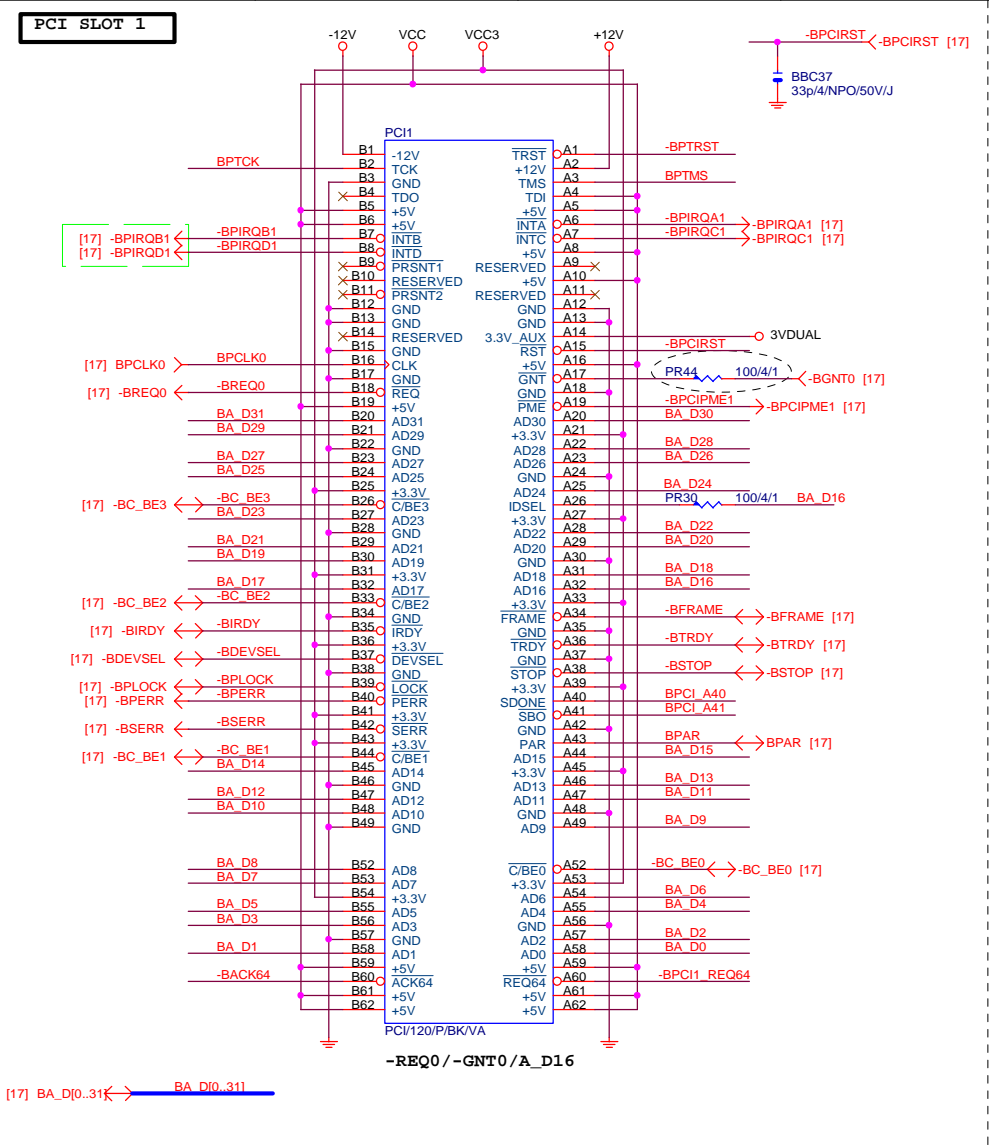 PCI SLOT 1
-12V VCC VCC3 +12V
-BPCIRST -BPCIRST [17]
BBC37
33p/4/NPO/50V/J
PCI1
B1 -12V TRST A1 -BPTRST
BPTCK B2 TCK +12V A2
B3 GND TMS A3 BPTMS
B4 TDO TDI A4
B5 +5V +5V A5
B6 +5V INTA A6 -BPIRQA1 -BPIRQA1 [17]
[17] -BPIRQB1 -BPIRQB1 B7 INTB INTC A7 -BPIRQC1 -BPIRQC1 [17]
[17] -BPIRQD1 -BPIRQD1 B8 INTD +5V A8
B9 PRSNT1 RESERVED A9
B10 RESERVED +5V A10
B11 PRSNT2 RESERVED A11
B12 GND GND A12
B13 GND GND A13
B14 RESERVED 3.3V_AUX A14 3VDUAL
B15 GND RST A15 -BPCIRST
[17] BPCLK0 BPCLK0 B16 CLK +5V A16
B17 GND GNT A17 PR44 100/4/1 -BGNT0 [17]
[17] -BREQ0 -BREQ0 B18 REQ GND A18
B19 +5V PME A19 -BPCIPME1 -BPCIPME1 [17]
BA_D31 B20 AD31 AD30 A20 BA_D30
BA_D29 B21 AD29 +3.3V A21
B22 GND AD28 A22 BA_D28
BA_D27 B23 AD27 AD26 A23 BA_D26
BA_D25 B24 AD25 GND A24
B25 +3.3V AD24 A25 BA_D24
[17] -BC_BE3 -BC_BE3 B26 C/BE3 IDSEL A26 PR30 100/4/1 BA_D16
BA_D23 B27 AD23 +3.3V A27
B28 GND AD22 A28 BA_D22
BA_D21 B29 AD21 AD20 A29 BA_D20
BA_D19 B30 AD19 GND A30
B31 +3.3V AD18 A31 BA_D18
BA_D17 B32 AD17 AD16 A32 BA_D16
[17] -BC_BE2 -BC_BE2 B33 C/BE2 +3.3V A33
B34 GND FRAME A34 -BFRAME -BFRAME [17]
[17] -BIRDY -BIRDY B35 IRDY GND A35
B36 +3.3V TRDY A36 -BTRDY -BTRDY [17]
[17] -BDEVSEL -BDEVSEL B37 DEVSEL GND A37
B38 GND STOP A38 -BSTOP -BSTOP [17]
[17] -BPLOCK -BPLOCK B39 LOCK +3.3V A39
[17] -BPERR -BPERR B40 PERR SDONE A40 BPCI_A40
B41 +3.3V SBO A41 BPCI_A41
[17] -BSERR -BSERR B42 SERR GND A42
B43 +3.3V PAR A43 BPAR BPAR [17]
[17] -BC_BE1 -BC_BE1 B44 C/BE1 AD15 A44 BA_D15
BA_D14 B45 AD14 +3.3V A45
B46 GND AD13 A46 BA_D13
BA_D12 B47 AD12 AD11 A47 BA_D11
BA_D10 B48 AD10 GND A48
B49 GND AD9 A49 BA_D9
BA_D8 B52 AD8 C/BE0 A52 -BC_BE0 -BC_BE0 [17]
BA_D7 B53 AD7 +3.3V A53
B54 +3.3V AD6 A54 BA_D6
BA_D5 B55 AD5 AD4 A55 BA_D4
BA_D3 B56 AD3 GND A56
B57 GND AD2 A57 BA_D2
BA_D1 B58 AD1 AD0 A58 BA_D0
B59 +5V +5V A59
-BACK64 B60 ACK64 REQ64 A60 -BPCI1_REQ64
B61 +5V +5V A61
B62 +5V +5V A62
PCI/120/P/BK/VA
-REQ0/-GNT0/A_D16
[17] BA_D[0..31] BA_D[0..31]